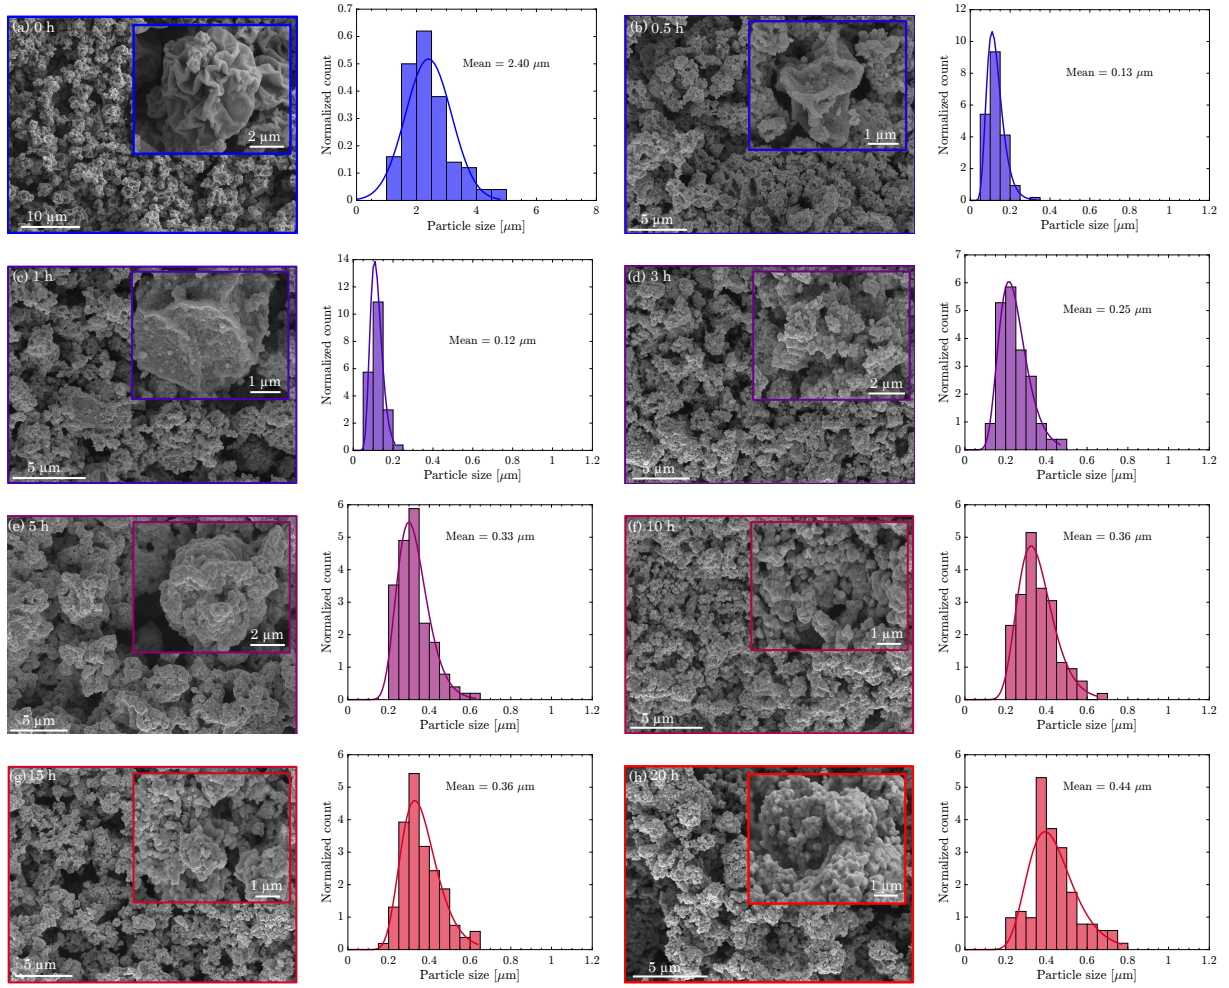 (a) 0 h
2 μm
10 μm
Normalized count
0.7
0.6
0.5
0.4
0.3
0.2
0.1
0
Mean = 2.40 μm
0 2 4 6 8
Particle size [μm]
(b) 0.5 h
1 μm
5 μm
Normalized count
12
10
8
6
4
2
0
Mean = 0.13 μm
0 0.2 0.4 0.6 0.8 1 1.2
Particle size [μm]
(c) 1 h
1 μm
5 μm
Normalized count
14
12
10
8
6
4
2
0
Mean = 0.12 μm
0 0.2 0.4 0.6 0.8 1 1.2
Particle size [μm]
(d) 3 h
2 μm
5 μm
Normalized count
7
6
5
4
3
2
1
0
Mean = 0.25 μm
0 0.2 0.4 0.6 0.8 1 1.2
Particle size [μm]
(e) 5 h
2 μm
5 μm
Normalized count
6
5
4
3
2
1
0
Mean = 0.33 μm
0 0.2 0.4 0.6 0.8 1 1.2
Particle size [μm]
(f) 10 h
1 μm
5 μm
Normalized count
6
5
4
3
2
1
0
Mean = 0.36 μm
0 0.2 0.4 0.6 0.8 1 1.2
Particle size [μm]
(g) 15 h
1 μm
5 μm
Normalized count
6
5
4
3
2
1
0
Mean = 0.36 μm
0 0.2 0.4 0.6 0.8 1 1.2
Particle size [μm]
(h) 20 h
1 μm
5 μm
Normalized count
6
5
4
3
2
1
0
Mean = 0.44 μm
0 0.2 0.4 0.6 0.8 1 1.2
Particle size [μm]